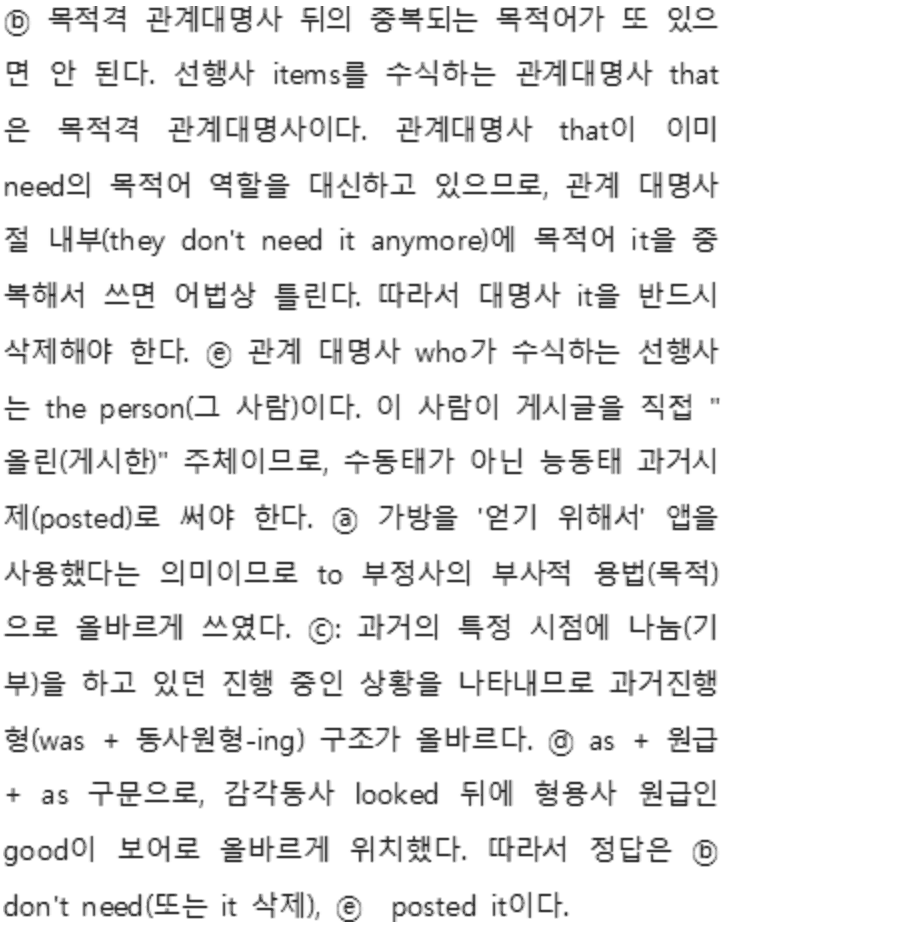 ⓑ 목적격 관계대명사 뒤의 중복되는 목적어가 또 있으
면 안 된다. 선행사 items를 수식하는 관계대명사 that
은 목적격 관계대명사이다. 관계대명사 that이 이미
need의 목적어 역할을 대신하고 있으므로, 관계 대명사
절 내부(they don't need it anymore)에 목적어 it을 중
복해서 쓰면 어법상 틀린다. 따라서 대명사 it을 반드시
삭제해야 한다. ⓔ 관계 대명사 who가 수식하는 선행사
는 the person(그 사람)이다. 이 사람이 게시글을 직접 "
올린(게시한)" 주체이므로, 수동태가 아닌 능동태 과거시
제(posted)로 써야 한다. ⓐ 가방을 '얻기 위해서' 앱을
사용했다는 의미이므로 to 부정사의 부사적 용법(목적)
으로 올바르게 쓰였다. ⓒ: 과거의 특정 시점에 나눔(기
부)을 하고 있던 진행 중인 상황을 나타내므로 과거진행
형(was + 동사원형-ing) 구조가 올바르다. ⓓ as + 원급
+ as 구문으로, 감각동사 looked 뒤에 형용사 원급인
good이 보어로 올바르게 위치했다. 따라서 정답은 ⓑ
don't need(또는 it 삭제), ⓔ posted it이다.